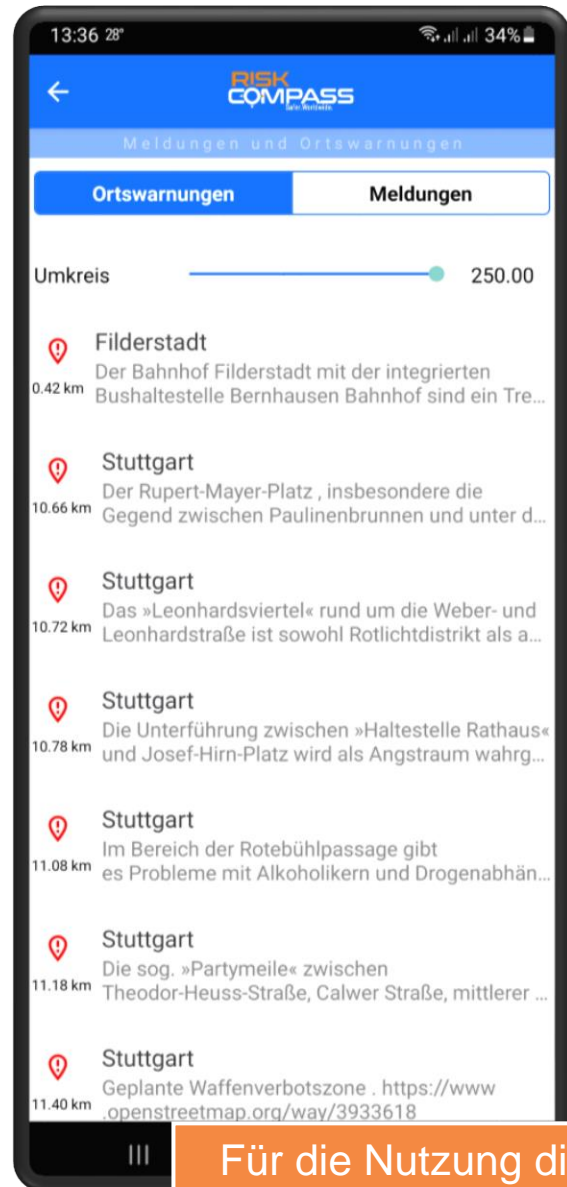 13:36 28° 34%
RISK
COMPASS
Safer.Worldwide.
Meldungen und Ortswarnungen
Ortswarnungen Meldungen
Umkreis 250.00
Filderstadt
Der Bahnhof Filderstadt mit der integrierten
0.42 km Bushaltestelle Bernhausen Bahnhof sind ein Tre...
Stuttgart
Der Rupert-Mayer-Platz , insbesondere die
10.66 km Gegend zwischen Paulinenbrunnen und unter d...
Stuttgart
Das »Leonhardsviertel« rund um die Weber- und
10.72 km Leonhardstraße ist sowohl Rotlichtdistrikt als a...
Stuttgart
Die Unterführung zwischen »Haltestelle Rathaus«
10.78 km und Josef-Hirn-Platz wird als Angstraum wahrg...
Stuttgart
Im Bereich der Rotebühlpassage gibt
11.08 km es Probleme mit Alkoholikern und Drogenabhän...
Stuttgart
Die sog. »Partymeile« zwischen
11.18 km Theodor-Heuss-Straße, Calwer Straße, mittlerer ...
Stuttgart
Geplante Waffenverbotszone . https://www
11.40 km .openstreetmap.org/way/3933618
Für die Nutzung di